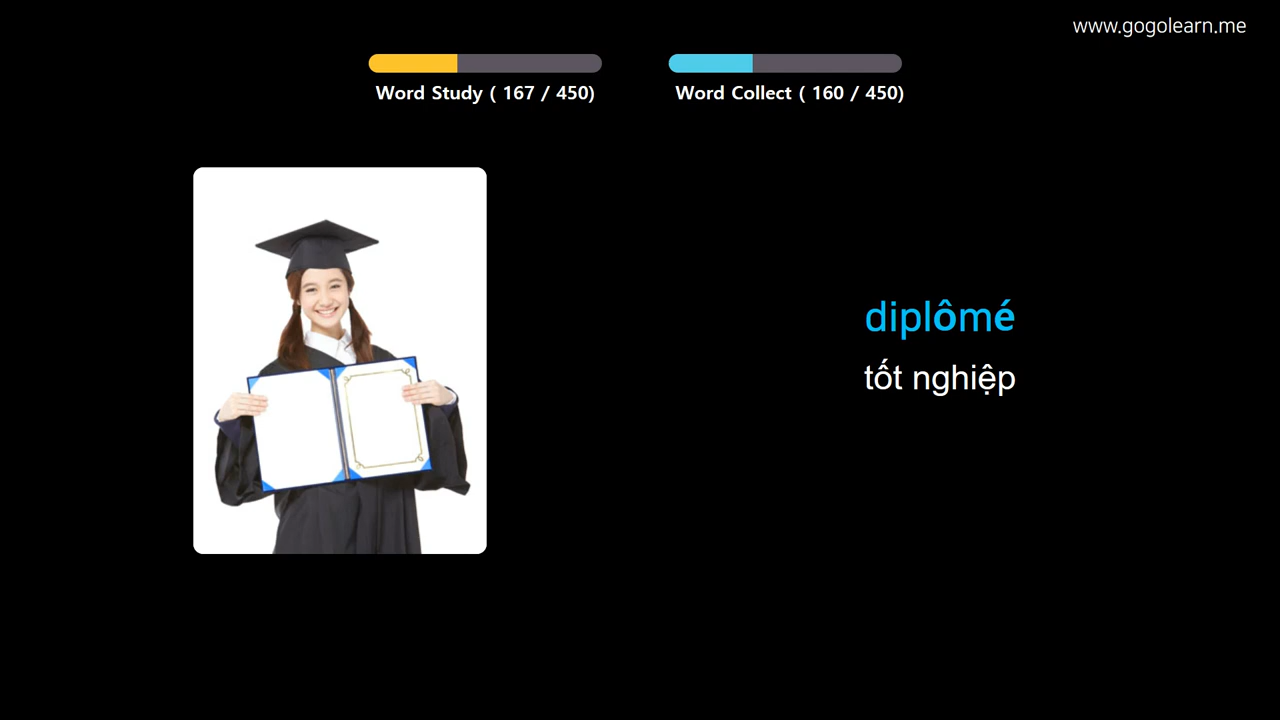 www.gogolearn.me
Word Study ( 167 / 450)
Word Collect ( 160 / 450)
diplômé
tốt nghiệp